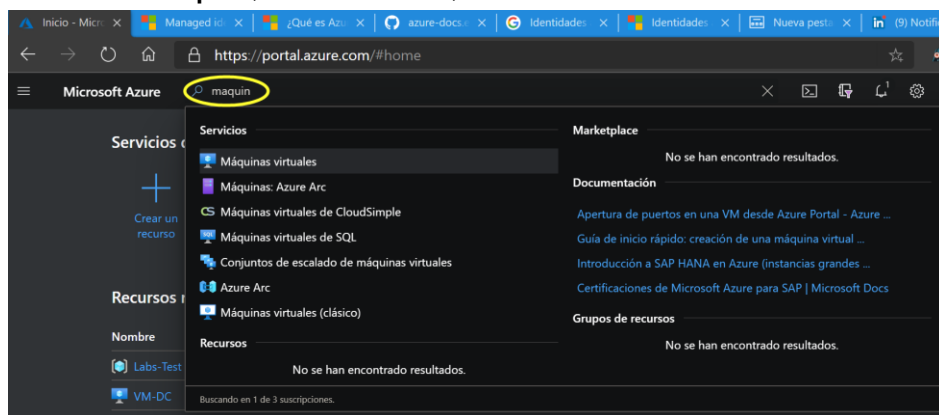 Inicio - Micro
Managed id
¿Qué es Azu
azure-docs.
Identidades
Identidades
Nueva pesta
(9) Notifi
https://portal.azure.com/#home
Microsoft Azure
maquin
1
Servicios
Crear un
recurso
Recursos
Nombre
Labs-Test
VM-DC
Servicios
Máquinas virtuales
Máquinas: Azure Arc
Máquinas virtuales de CloudSimple
Máquinas virtuales de SQL
Conjuntos de escalado de máquinas virtuales
Azure Arc
Máquinas virtuales (clásico)
Recursos
No se han encontrado resultados.
Buscando en 1 de 3 suscripciones.
Marketplace
No se han encontrado resultados.
Documentación
Apertura de puertos en una VM desde Azure Portal - Azure ...
Guía de inicio rápido: creación de una máquina virtual ...
Introducción a SAP HANA en Azure (instancias grandes ...
Certificaciones de Microsoft Azure para SAP | Microsoft Docs
Grupos de recursos
No se han encontrado resultados.